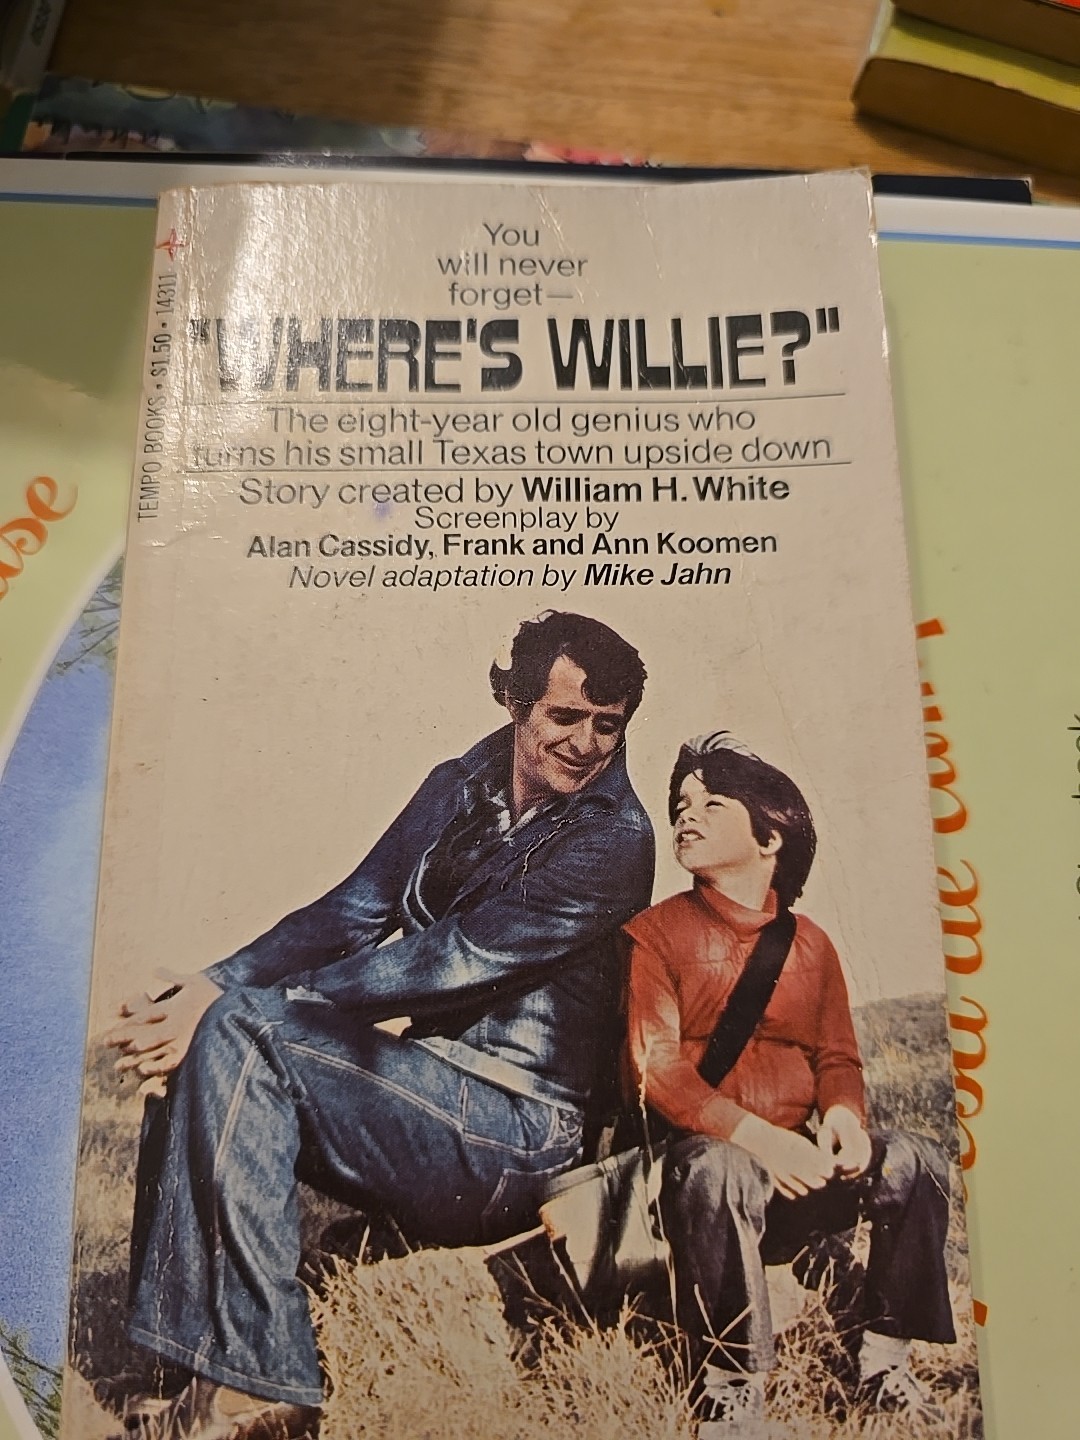 TEMPO BOOKS • $1.50 • 14311
You
will never
forget—
"WHERE'S WILLIE?"
The eight-year old genius who
turns his small Texas town upside down
Story created by William H. White
Screenplay by
Alan Cassidy, Frank and Ann Koomen
Novel adaptation by Mike Jahn